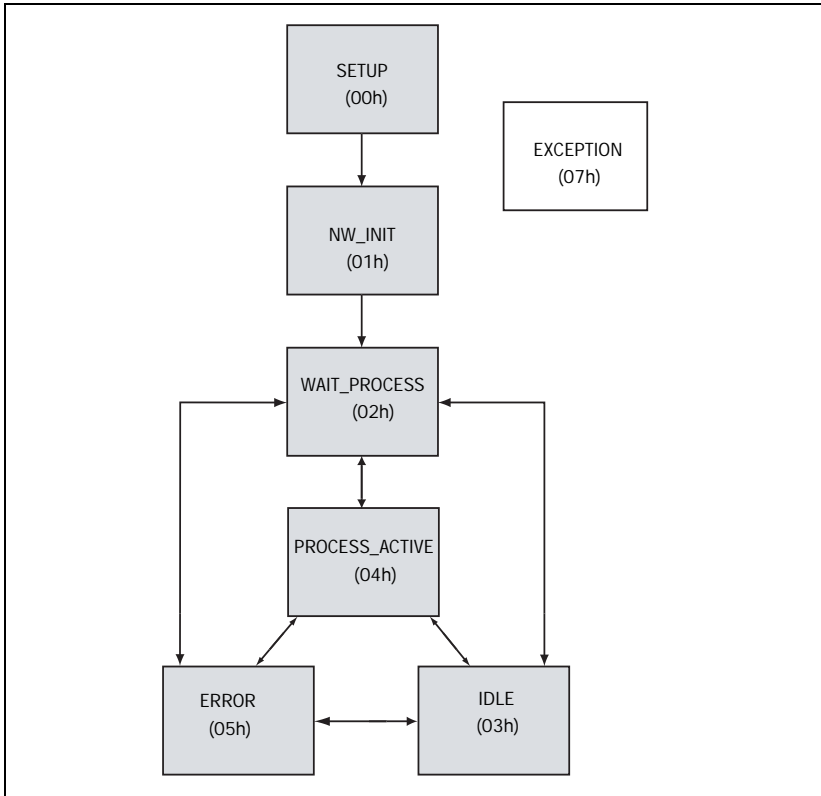 SETUP
(00h)
EXCEPTION
(07h)
NW_INIT
(01h)
WAIT_PROCESS
(02h)
PROCESS_ACTIVE
(04h)
ERROR
(05h)
IDLE
(03h)